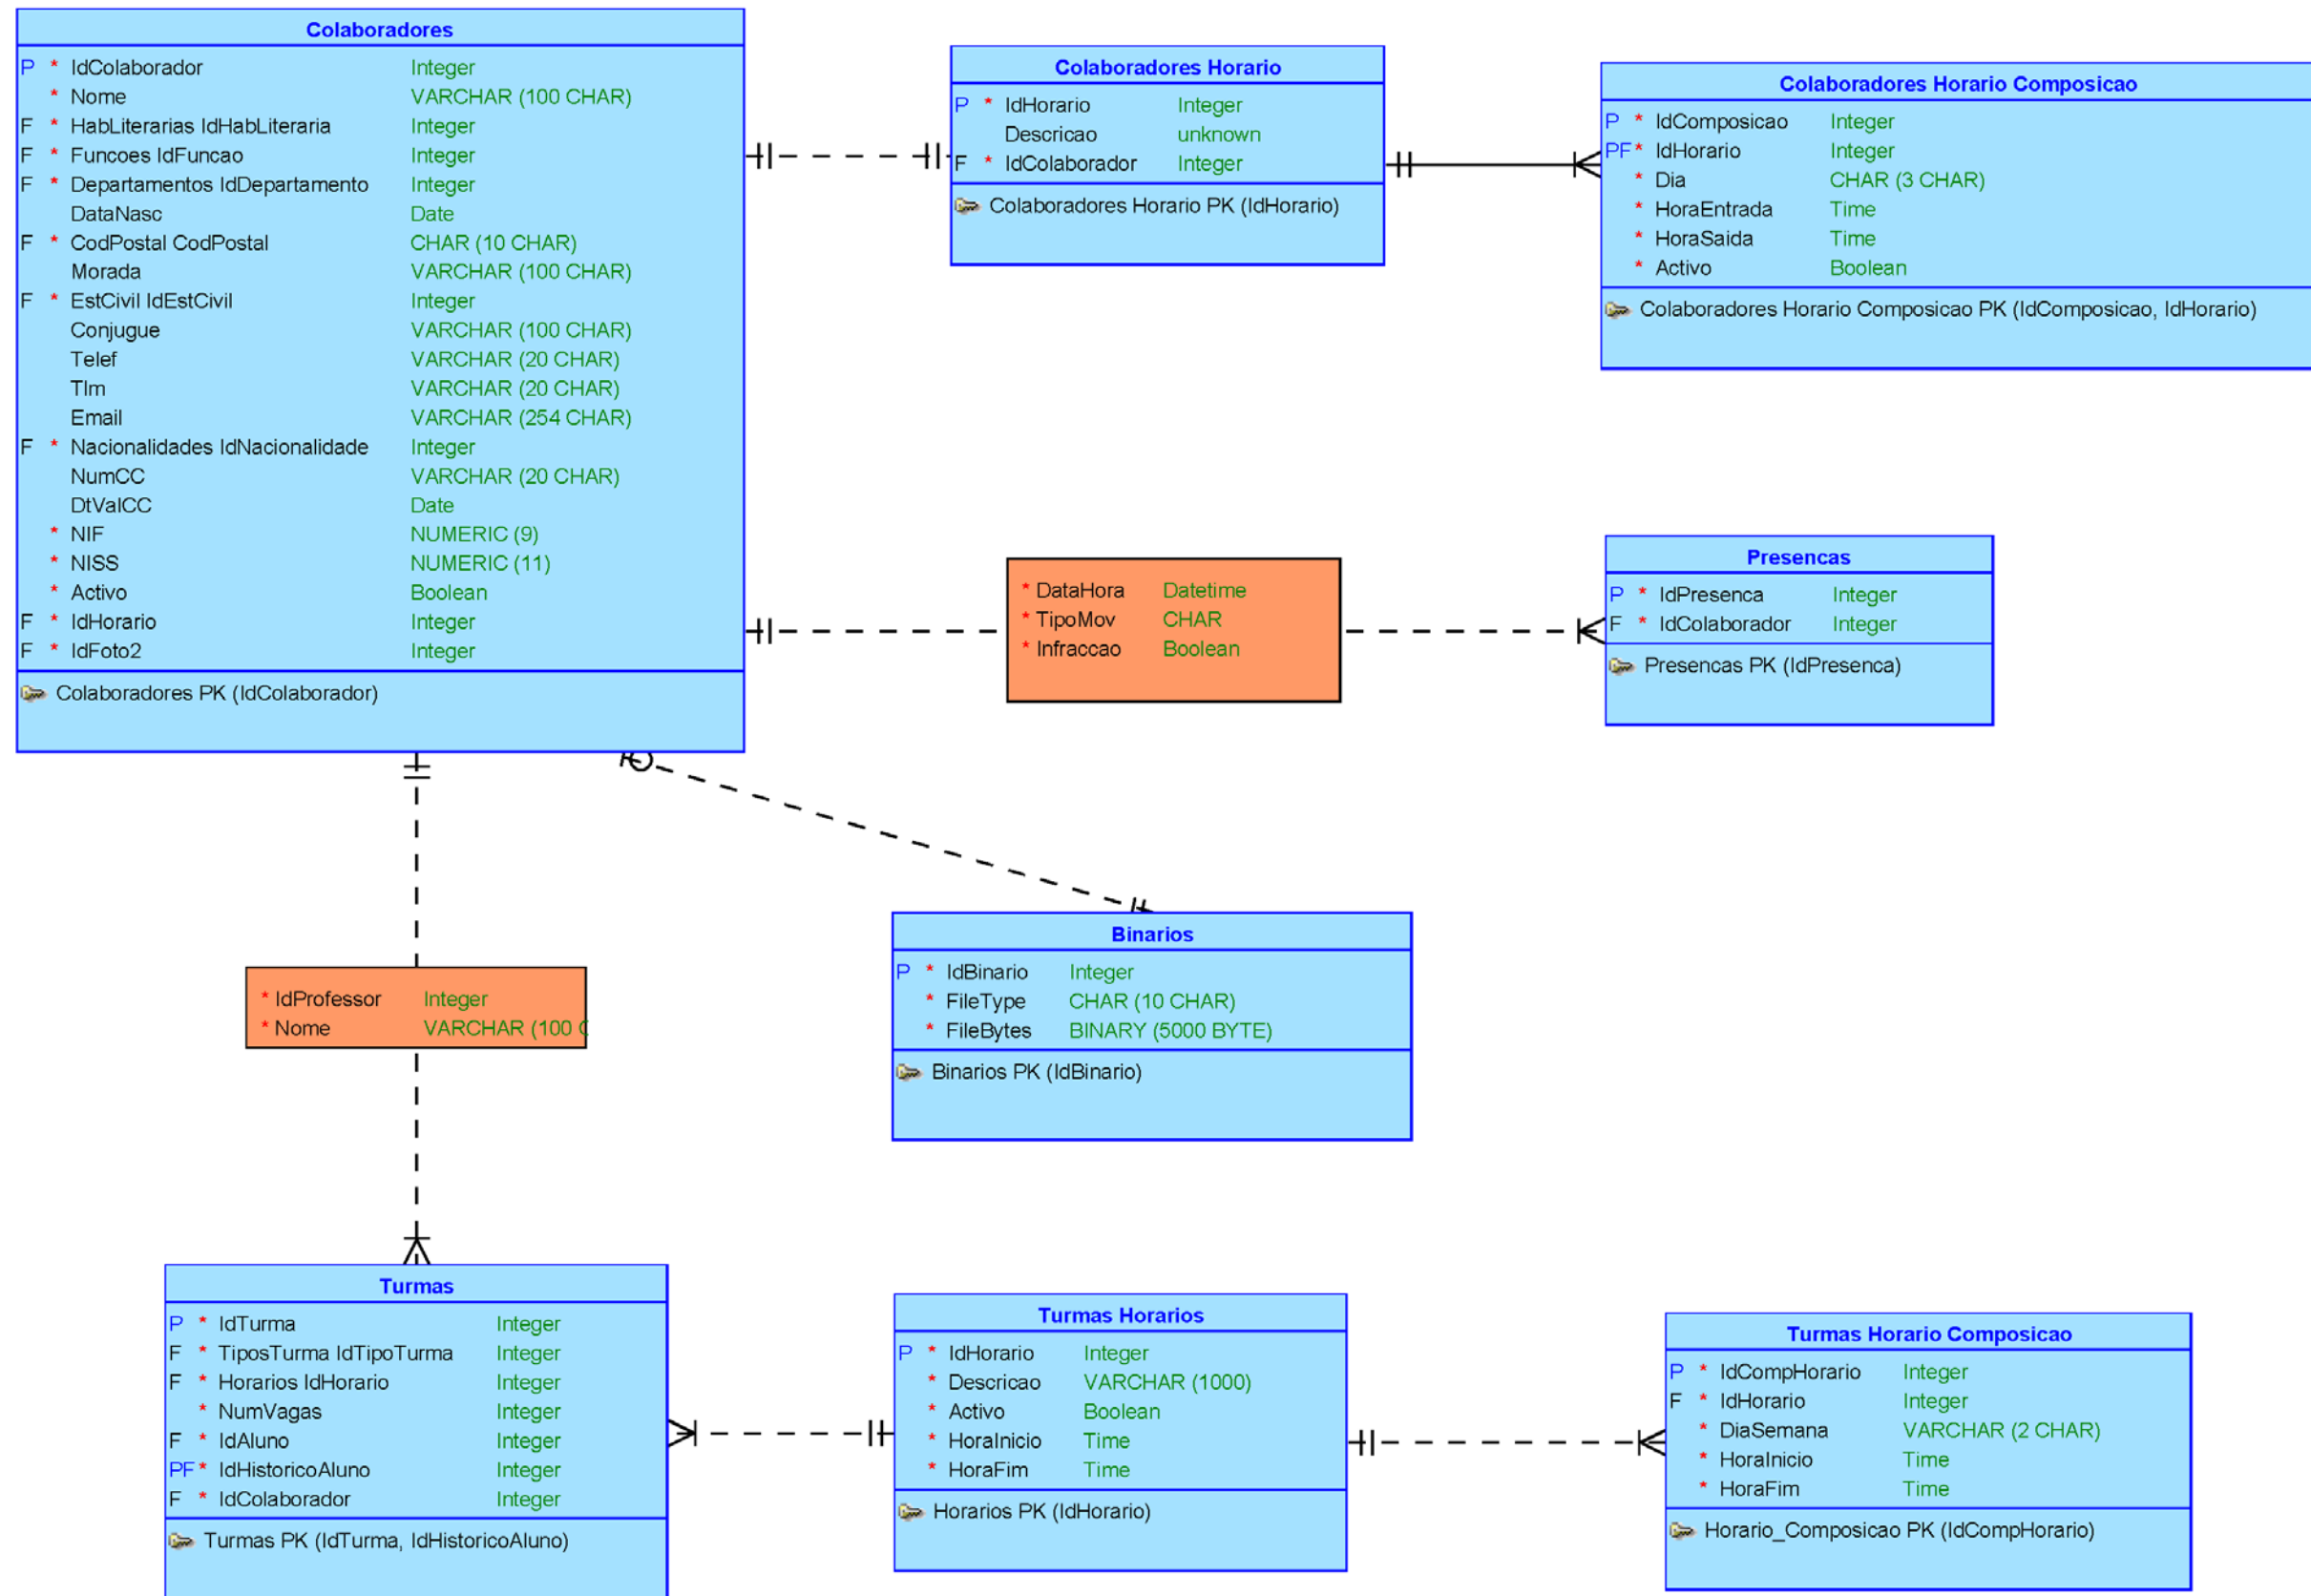 Colaboradores
P * IdColaborador Integer
* Nome VARCHAR (100 CHAR)
F * HabLiterarias IdHabLiteraria Integer
F * Funcoes IdFuncao Integer
F * Departamentos IdDepartamento Integer
DataNasc Date
F * CodPostal CodPostal CHAR (10 CHAR)
Morada VARCHAR (100 CHAR)
F * EstCivil IdEstCivil Integer
Conjugue VARCHAR (100 CHAR)
Telef VARCHAR (20 CHAR)
Tlm VARCHAR (20 CHAR)
Email VARCHAR (254 CHAR)
F * Nacionalidades IdNacionalidade Integer
NumCC VARCHAR (20 CHAR)
DtValCC Date
* NIF NUMERIC (9)
* NISS NUMERIC (11)
* Activo Boolean
F * IdHorario Integer
F * IdFoto2 Integer
Colaboradores PK (IdColaborador)
Colaboradores Horario
P * IdHorario Integer
Descricao unknown
F * IdColaborador Integer
Colaboradores Horario PK (IdHorario)
Colaboradores Horario Composicao
P * IdComposicao Integer
PF * IdHorario Integer
* Dia CHAR (3 CHAR)
* HoraEntrada Time
* HoraSaida Time
* Activo Boolean
Colaboradores Horario Composicao PK (IdComposicao, IdHorario)
* DataHora Datetime
* TipoMov CHAR
* Infraccao Boolean
Presencas
P * IdPresenca Integer
F * IdColaborador Integer
Presencas PK (IdPresenca)
Binarios
P * IdBinario Integer
* FileType CHAR (10 CHAR)
* FileBytes BINARY (5000 BYTE)
Binarios PK (IdBinario)
* IdProfessor Integer
* Nome VARCHAR (100
Turmas
P * IdTurma Integer
F * TiposTurma IdTipoTurma Integer
F * Horarios IdHorario Integer
* NumVagas Integer
F * IdAluno Integer
PF * IdHistoricoAluno Integer
F * IdColaborador Integer
Turmas PK (IdTurma, IdHistoricoAluno)
Turmas Horarios
P * IdHorario Integer
* Descricao VARCHAR (1000)
* Activo Boolean
* HoraInicio Time
* HoraFim Time
Horarios PK (IdHorario)
Turmas Horario Composicao
P * IdCompHorario Integer
F * IdHorario Integer
* DiaSemana VARCHAR (2 CHAR)
* HoraInicio Time
* HoraFim Time
Horario_Composicao PK (IdCompHorario)